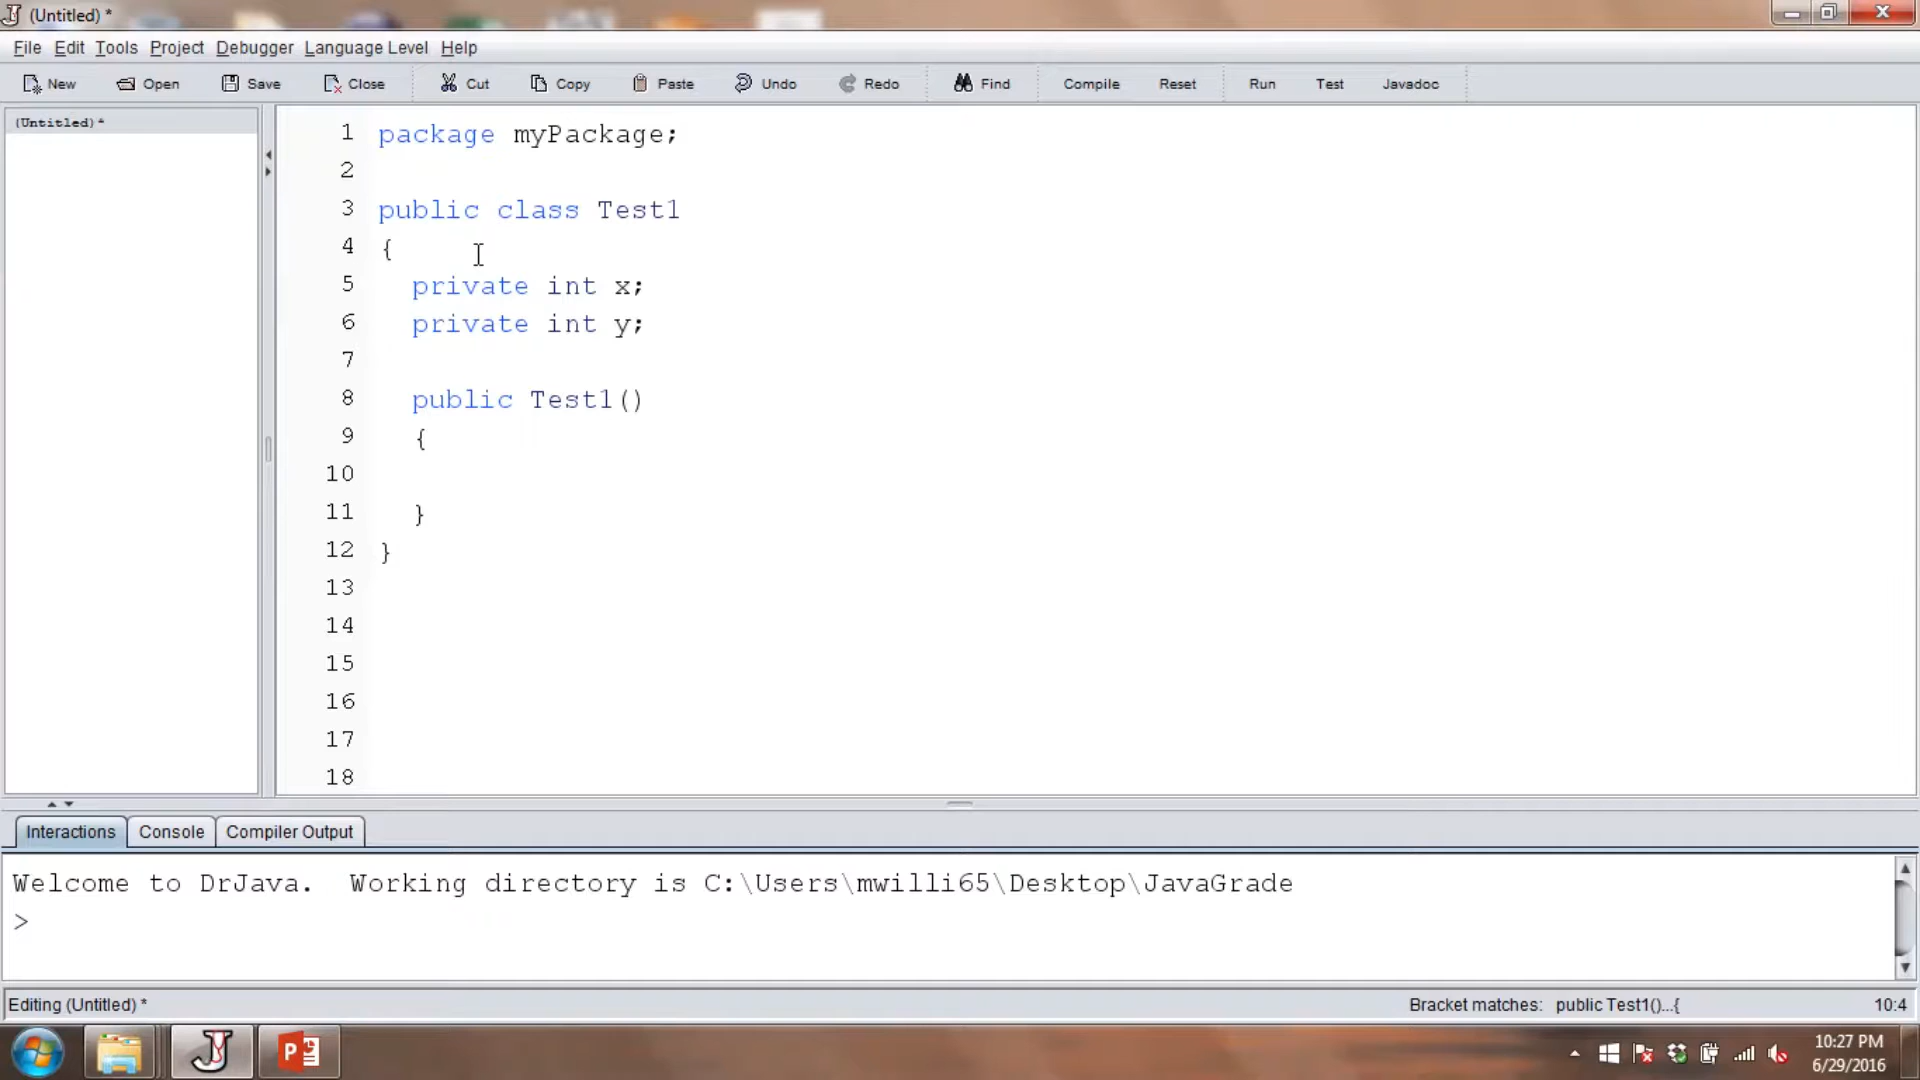 (Untitled) *
File Edit Tools Project Debugger Language Level Help
New Open Save Close Cut Copy Paste Undo Redo Find Compile Reset Run Test Javadoc
(Untitled)*
1 package myPackage;
2
3 public class Test1
4 {
5 private int x;
6 private int y;
7
8 public Test1()
9 {
10
11 }
12 }
13
14
15
16
17
18
Interactions Console Compiler Output
Welcome to DrJava. Working directory is C:\Users\mwilli65\Desktop\JavaGrade
>
Editing (Untitled) * Bracket matches: public Test1()...{ 10:4
10:27 PM
6/29/2016